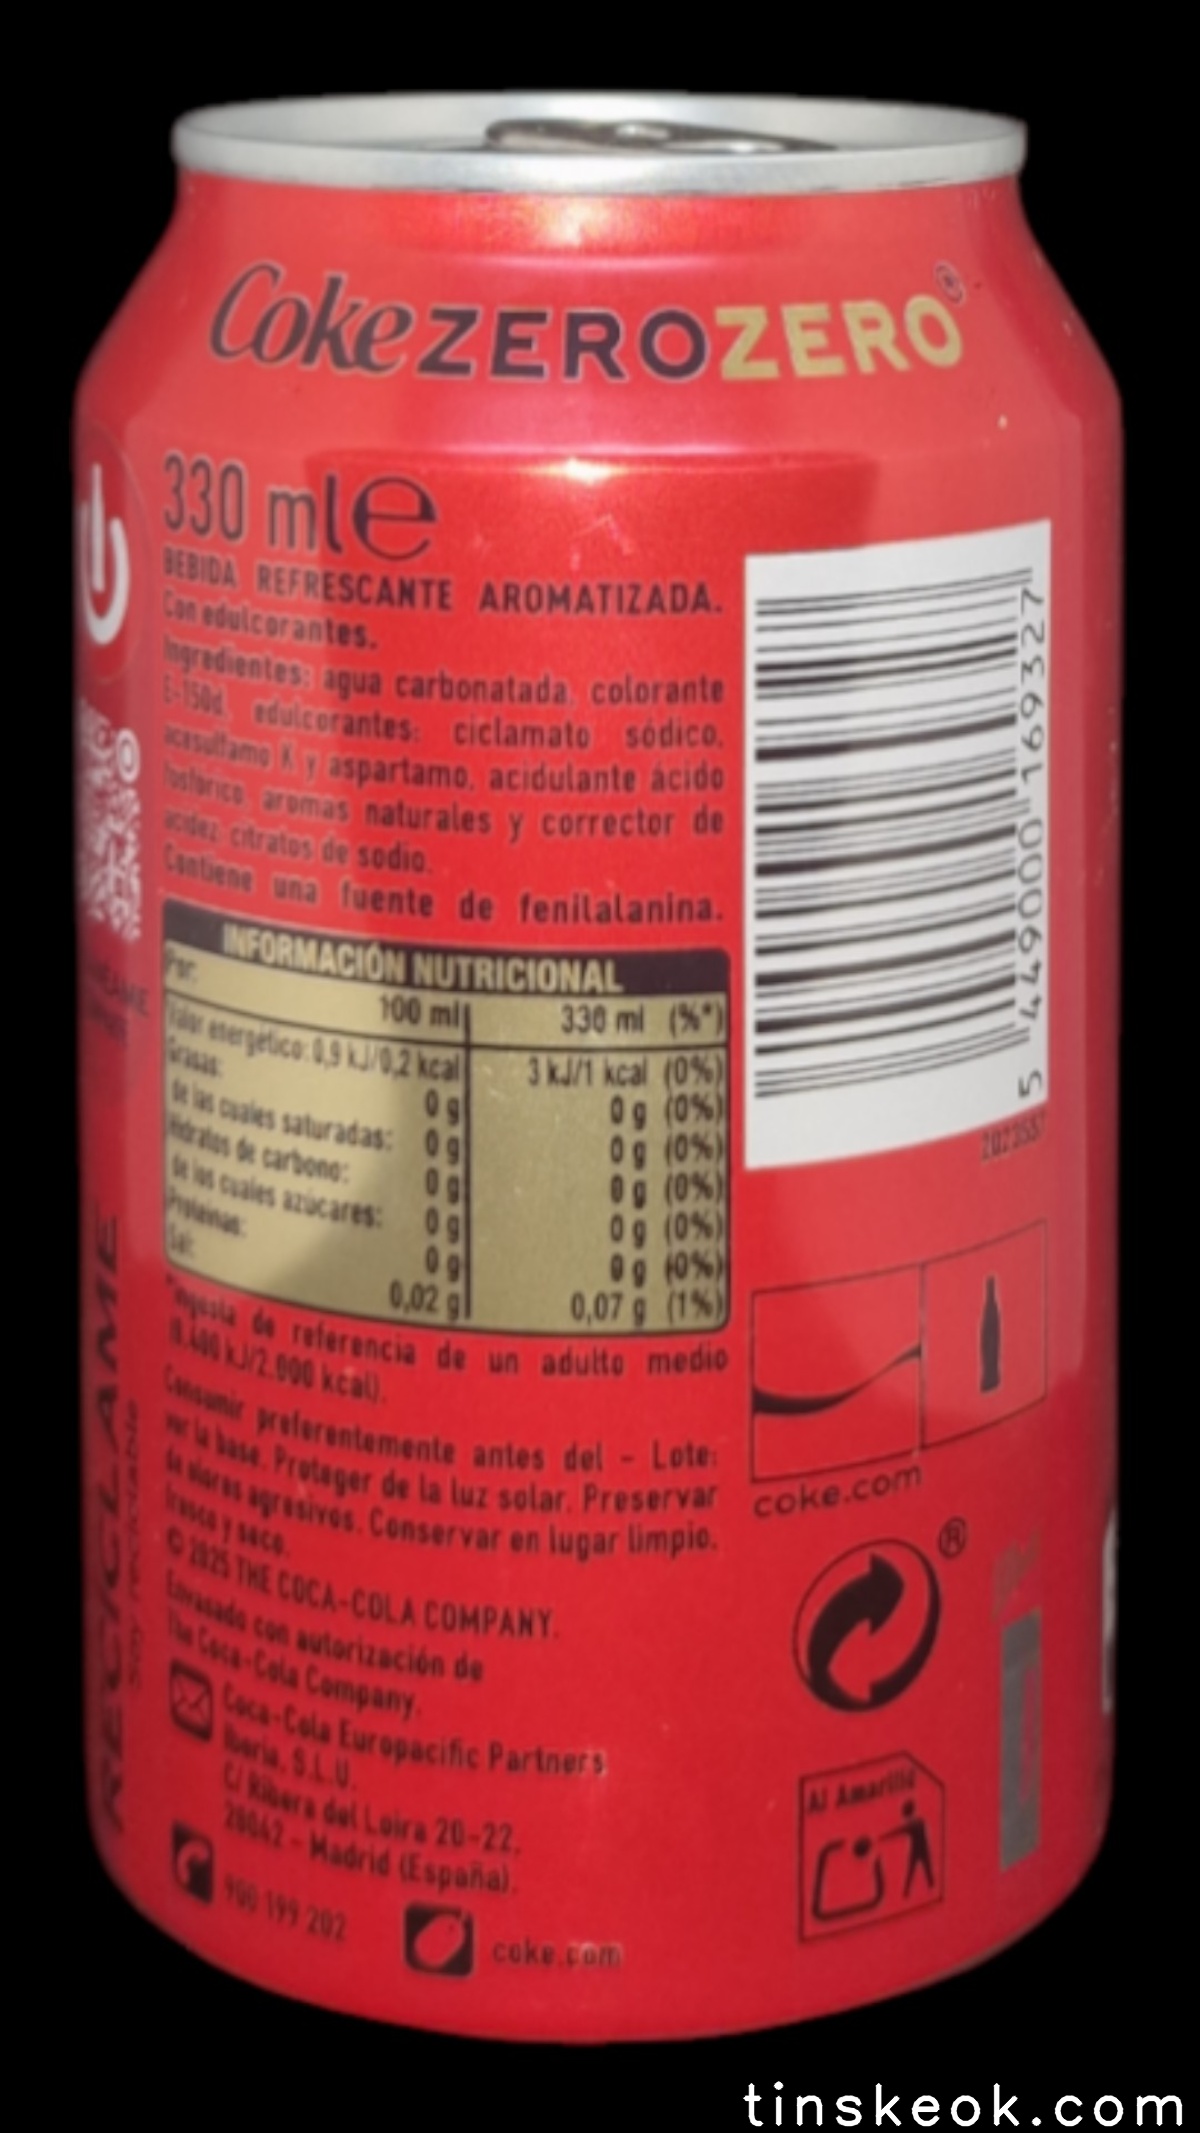 Coke ZERO ZERO®
330 ml e
BEBIDA REFRESCANTE AROMATIZADA.
Con edulcorantes.
Ingredientes: agua carbonatada, colorante
E-150d, edulcorantes: ciclamato sódico,
acesulfamo K y aspartamo, acidulante ácido
fosfórico, aromas naturales y corrector de
acidez citratos de sodio.
Contiene una fuente de fenilalanina.
INFORMACIÓN NUTRICIONAL
Por: 100 ml 330 ml (%*)
Valor energético: 0,9 kJ/0,2 kcal 3 kJ/1 kcal (0%)
Grasas: 0 g 0 g (0%)
de las cuales saturadas: 0 g 0 g (0%)
Hidratos de carbono: 0 g 0 g (0%)
de los cuales azúcares: 0 g 0 g (0%)
Proteínas: 0 g 0 g (0%)
Sal: 0,02 g 0,07 g (1%)
*Ingesta de referencia de un adulto medio
(8.400 kJ/2.000 kcal).
Consumir preferentemente antes del - Lote:
ver la base. Proteger de la luz solar. Preservar
de olores agresivos. Conservar en lugar limpio,
fresco y seco.
© 2025 THE COCA-COLA COMPANY.
Envasado con autorización de
The Coca-Cola Company.
Coca-Cola Europacific Partners
Iberia, S.L.U.
C/ Ribera del Loira 20-22.
28042 - Madrid (España).
900 199 202
coke.com
5 449000 169327
coke.com
®
Al Amarillo
RECICLAME
Soy reciclable
tinskeok.com